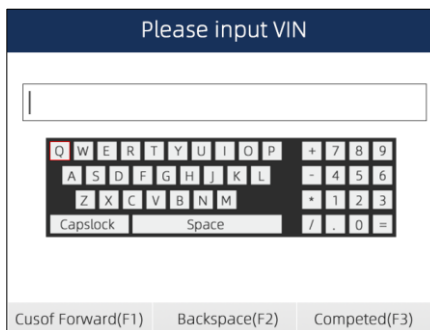 Please input VIN
Q W E R T Y U I O P + 7 8 9
A S D F G H J K L - 4 5 6
Z X C V B N M * 1 2 3
Capslock Space / . 0 =
Cusof Forward(F1) Backspace(F2) Competed(F3)